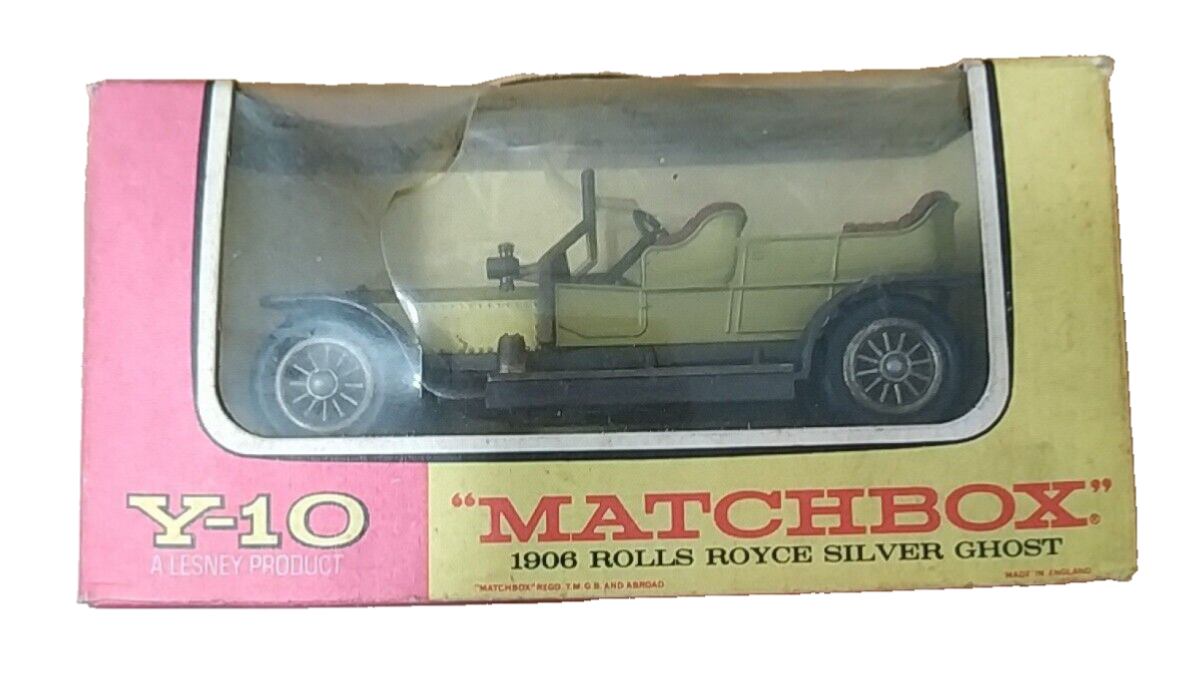 Y-10
A LESNEY PRODUCT
"MATCHBOX"®
1906 ROLLS ROYCE SILVER GHOST
"MATCHBOX" REGD. T.M. G.B. AND ABROAD
MADE IN ENGLAND